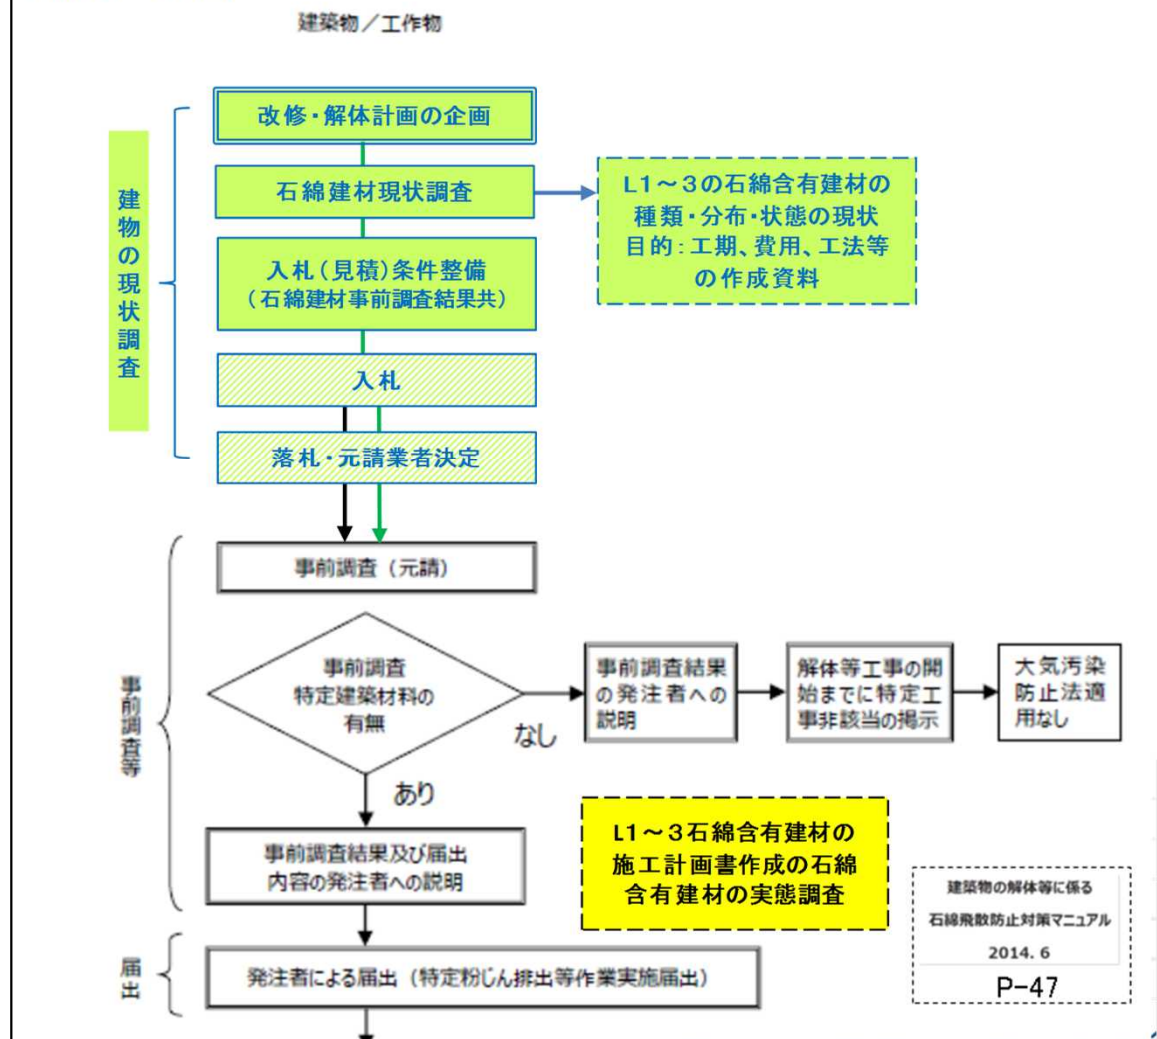 建築物／工作物
建物の現状調査
改修・解体計画の企画
石綿建材現状調査
L1～3の石綿含有建材の
種類・分布・状態の現状
目的：工期、費用、工法等
の作成資料
入札（見積）条件整備
（石綿建材事前調査結果共）
入札
落札・元請業者決定
事前調査等
事前調査（元請）
事前調査
特定建築材料の
有無
なし
事前調査結果
の発注者への
説明
解体等工事の開
始までに特定工
事非該当の掲示
大気汚染
防止法適
用なし
あり
事前調査結果及び届出
内容の発注者への説明
L1～3石綿含有建材の
施工計画書作成の石綿
含有建材の実態調査
届出
発注者による届出（特定粉じん排出等作業実施届出）
建築物の解体等に係る
石綿飛散防止対策マニュアル
2014. 6
P-47